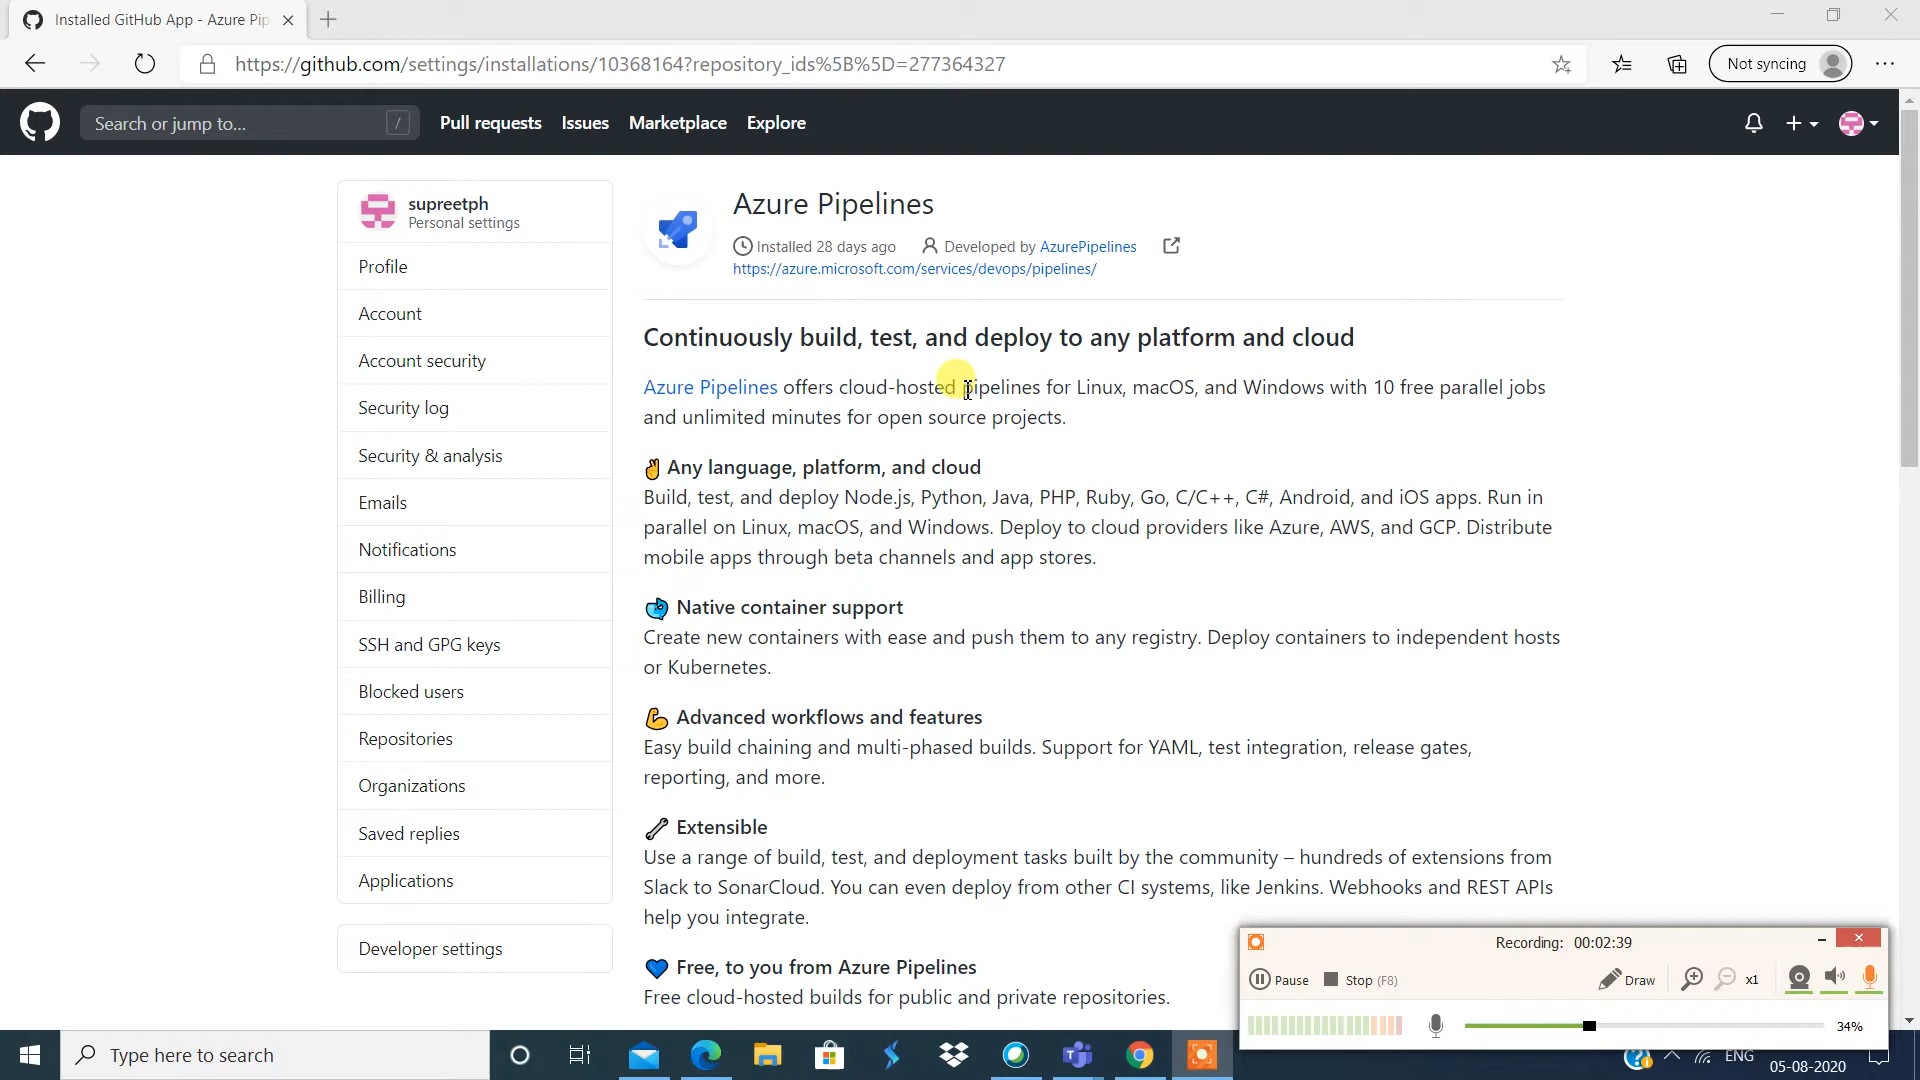 Installed GitHub App - Azure Pip
https://github.com/settings/installations/10368164?repository_ids%5B%5D=277364327
Not syncing
Search or jump to...
/
Pull requests
Issues
Marketplace
Explore
supreetph
Personal settings
Profile
Account
Account security
Security log
Security & analysis
Emails
Notifications
Billing
SSH and GPG keys
Blocked users
Repositories
Organizations
Saved replies
Applications
Developer settings
Azure Pipelines
Installed 28 days ago
Developed by AzurePipelines
https://azure.microsoft.com/services/devops/pipelines/
Continuously build, test, and deploy to any platform and cloud
Azure Pipelines offers cloud-hosted pipelines for Linux, macOS, and Windows with 10 free parallel jobs
and unlimited minutes for open source projects.
Any language, platform, and cloud
Build, test, and deploy Node.js, Python, Java, PHP, Ruby, Go, C/C++, C#, Android, and iOS apps. Run in
parallel on Linux, macOS, and Windows. Deploy to cloud providers like Azure, AWS, and GCP. Distribute
mobile apps through beta channels and app stores.
Native container support
Create new containers with ease and push them to any registry. Deploy containers to independent hosts
or Kubernetes.
Advanced workflows and features
Easy build chaining and multi-phased builds. Support for YAML, test integration, release gates,
reporting, and more.
Extensible
Use a range of build, test, and deployment tasks built by the community – hundreds of extensions from
Slack to SonarCloud. You can even deploy from other CI systems, like Jenkins. Webhooks and REST APIs
help you integrate.
Free, to you from Azure Pipelines
Free cloud-hosted builds for public and private repositories.
Recording: 00:02:39
Pause
Stop (F8)
Draw
x1
34%
Type here to search
ENG
05-08-2020